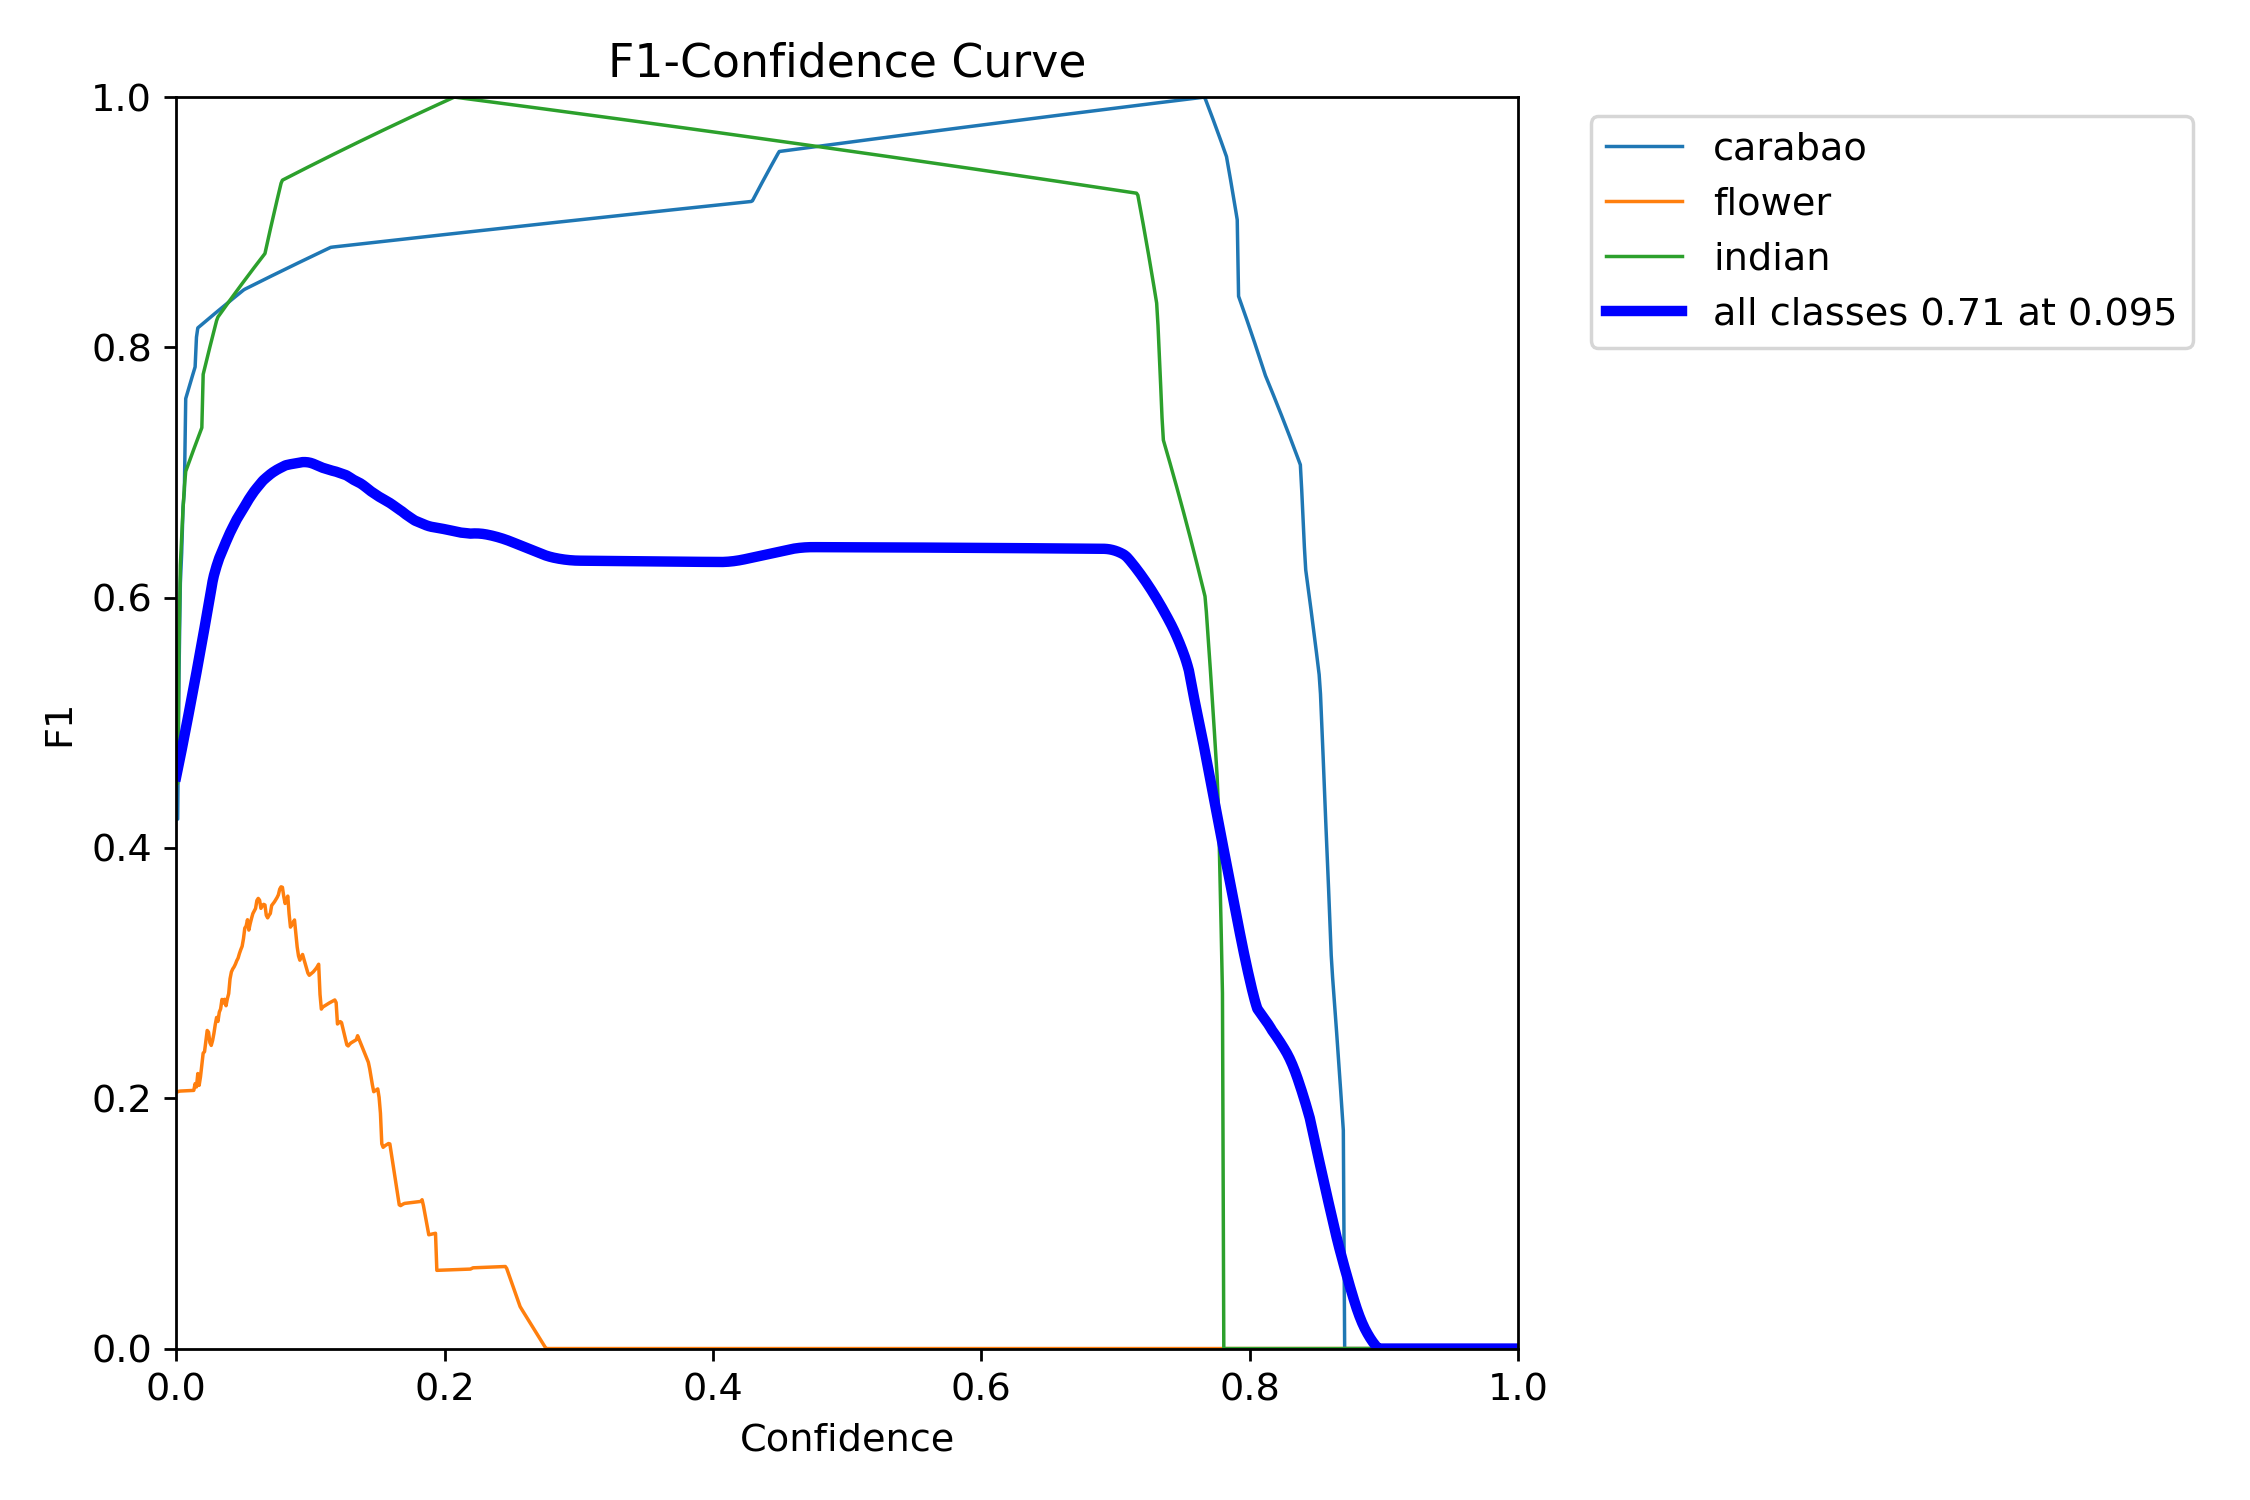 F1-Confidence Curve
1.0
0.8
0.6
0.4
0.2
0.0
F1
0.0 0.2 0.4 0.6 0.8 1.0
Confidence
carabao
flower
indian
all classes 0.71 at 0.095